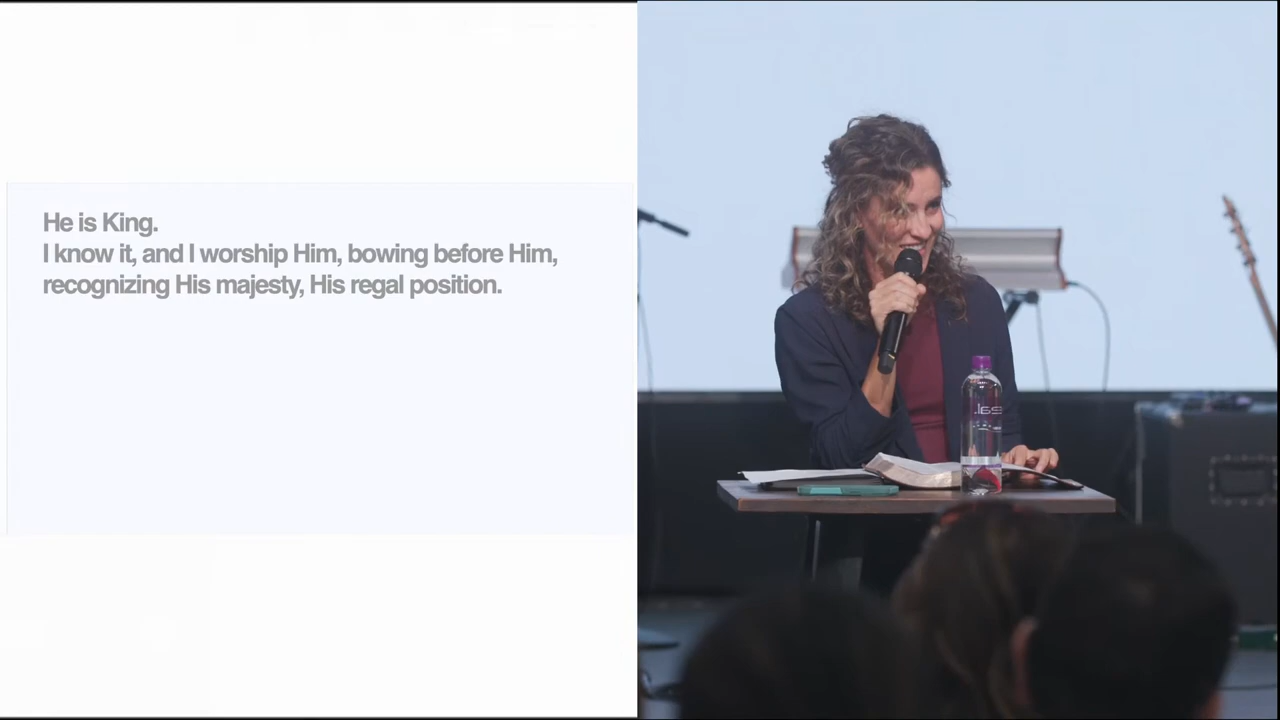 He is King.
I know it, and I worship Him, bowing before Him,
recognizing His majesty, His regal position.